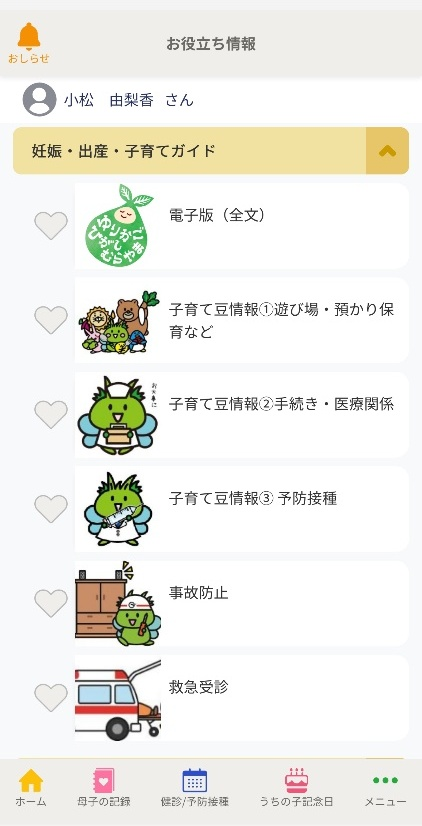 お役立ち情報
おしらせ
小松 由梨香 さん
妊娠・出産・子育てガイド
ゆりかご
ひがし
むらやま
電子版（全文）
子育て豆情報①遊び場・預かり保
育など
お大事に
子育て豆情報②手続き・医療関係
子育て豆情報③ 予防接種
事故防止
救急受診
ホーム
母子の記録
健診/予防接種
うちの子記念日
メニュー